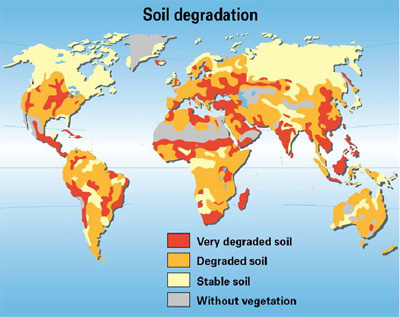 Soil degradation
Very degraded soil
Degraded soil
Stable soil
Without vegetation